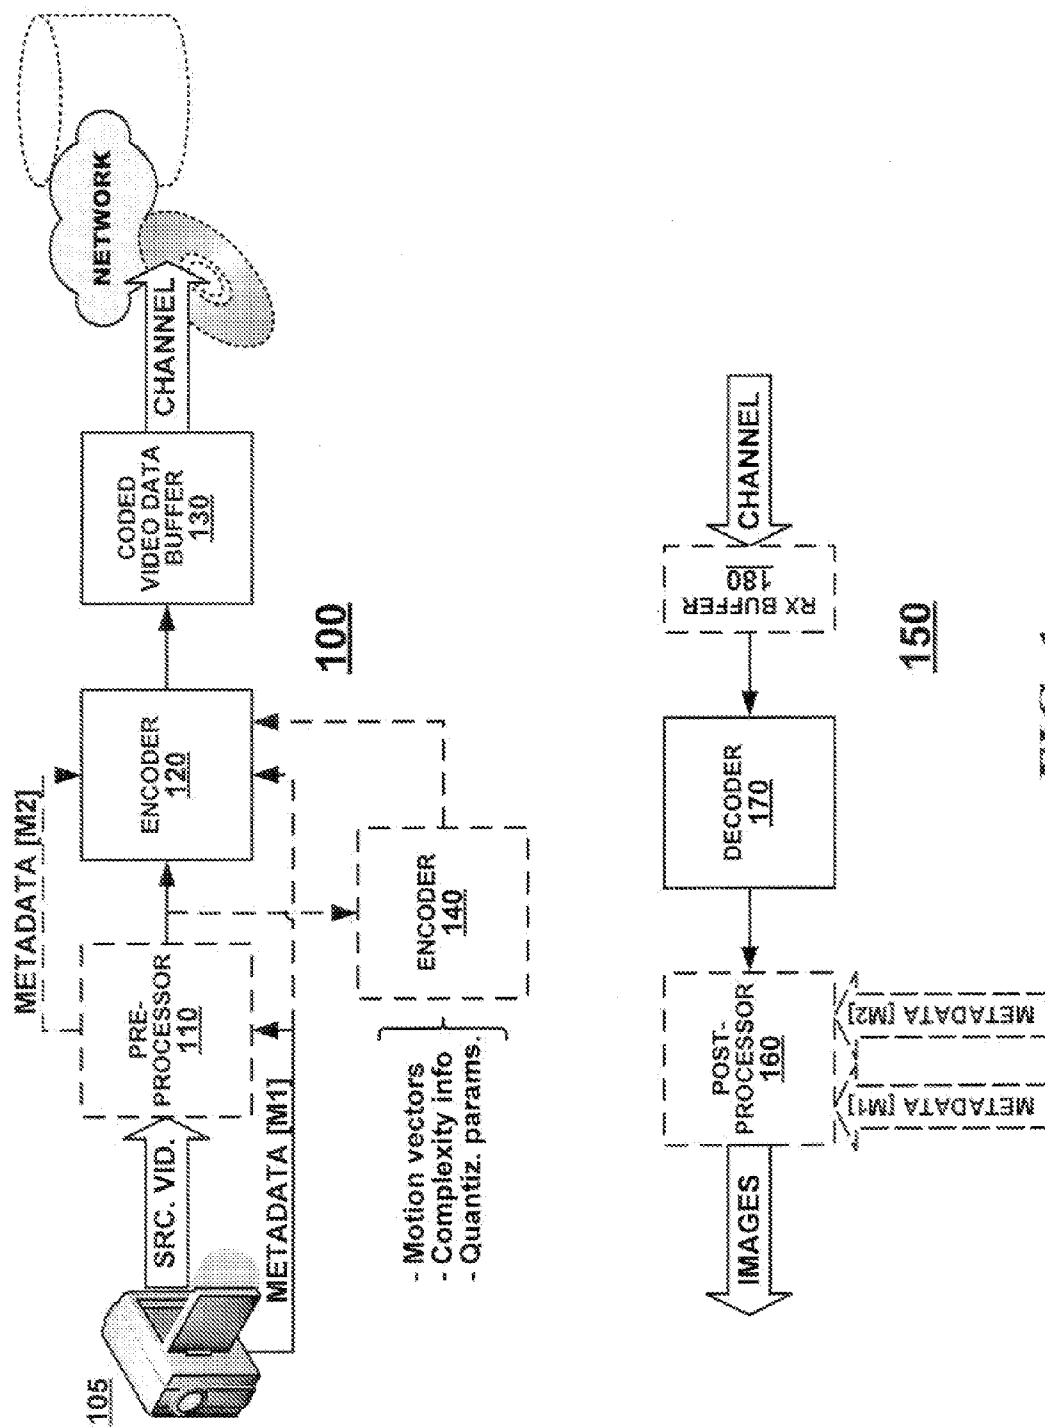 105
SRC. VID.
METADATA [M1]
PRE-
PROCESSOR
110
METADATA [M2]
ENCODER
120
CODED
VIDEO DATA
BUFFER
130
CHANNEL
NETWORK
- Motion vectors
- Complexity info
- Quantiz. params.
ENCODER
140
100
IMAGES
POST-
PROCESSOR
160
METADATA [M1]
METADATA [M2]
DECODER
170
RX BUFFER
180
CHANNEL
150